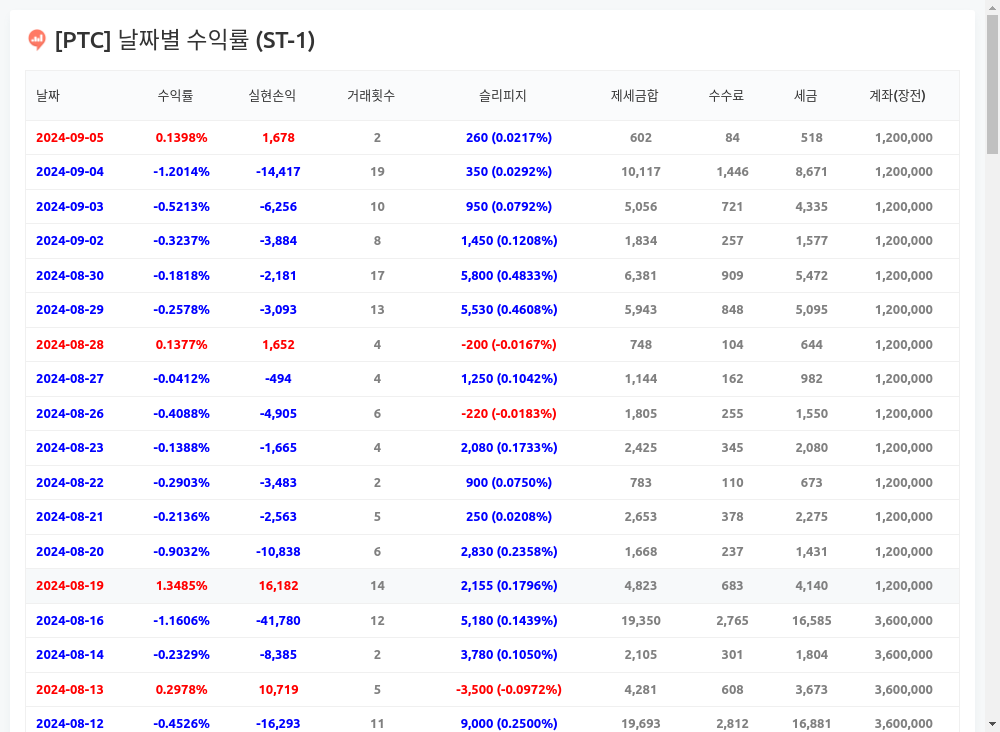 [PTC] 날짜별 수익률 (ST-1)
날짜 수익률 실현손익 거래횟수 슬리피지 제세금합 수수료 세금 계좌(장전)
2024-09-05 0.1398% 1,678 2 260 (0.0217%) 602 84 518 1,200,000
2024-09-04 -1.2014% -14,417 19 350 (0.0292%) 10,117 1,446 8,671 1,200,000
2024-09-03 -0.5213% -6,256 10 950 (0.0792%) 5,056 721 4,335 1,200,000
2024-09-02 -0.3237% -3,884 8 1,450 (0.1208%) 1,834 257 1,577 1,200,000
2024-08-30 -0.1818% -2,181 17 5,800 (0.4833%) 6,381 909 5,472 1,200,000
2024-08-29 -0.2578% -3,093 13 5,530 (0.4608%) 5,943 848 5,095 1,200,000
2024-08-28 0.1377% 1,652 4 -200 (-0.0167%) 748 104 644 1,200,000
2024-08-27 -0.0412% -494 4 1,250 (0.1042%) 1,144 162 982 1,200,000
2024-08-26 -0.4088% -4,905 6 -220 (-0.0183%) 1,805 255 1,550 1,200,000
2024-08-23 -0.1388% -1,665 4 2,080 (0.1733%) 2,425 345 2,080 1,200,000
2024-08-22 -0.2903% -3,483 2 900 (0.0750%) 783 110 673 1,200,000
2024-08-21 -0.2136% -2,563 5 250 (0.0208%) 2,653 378 2,275 1,200,000
2024-08-20 -0.9032% -10,838 6 2,830 (0.2358%) 1,668 237 1,431 1,200,000
2024-08-19 1.3485% 16,182 14 2,155 (0.1796%) 4,823 683 4,140 1,200,000
2024-08-16 -1.1606% -41,780 12 5,180 (0.1439%) 19,350 2,765 16,585 3,600,000
2024-08-14 -0.2329% -8,385 2 3,780 (0.1050%) 2,105 301 1,804 3,600,000
2024-08-13 0.2978% 10,719 5 -3,500 (-0.0972%) 4,281 608 3,673 3,600,000
2024-08-12 -0.4526% -16,293 11 9,000 (0.2500%) 19,693 2,812 16,881 3,600,000